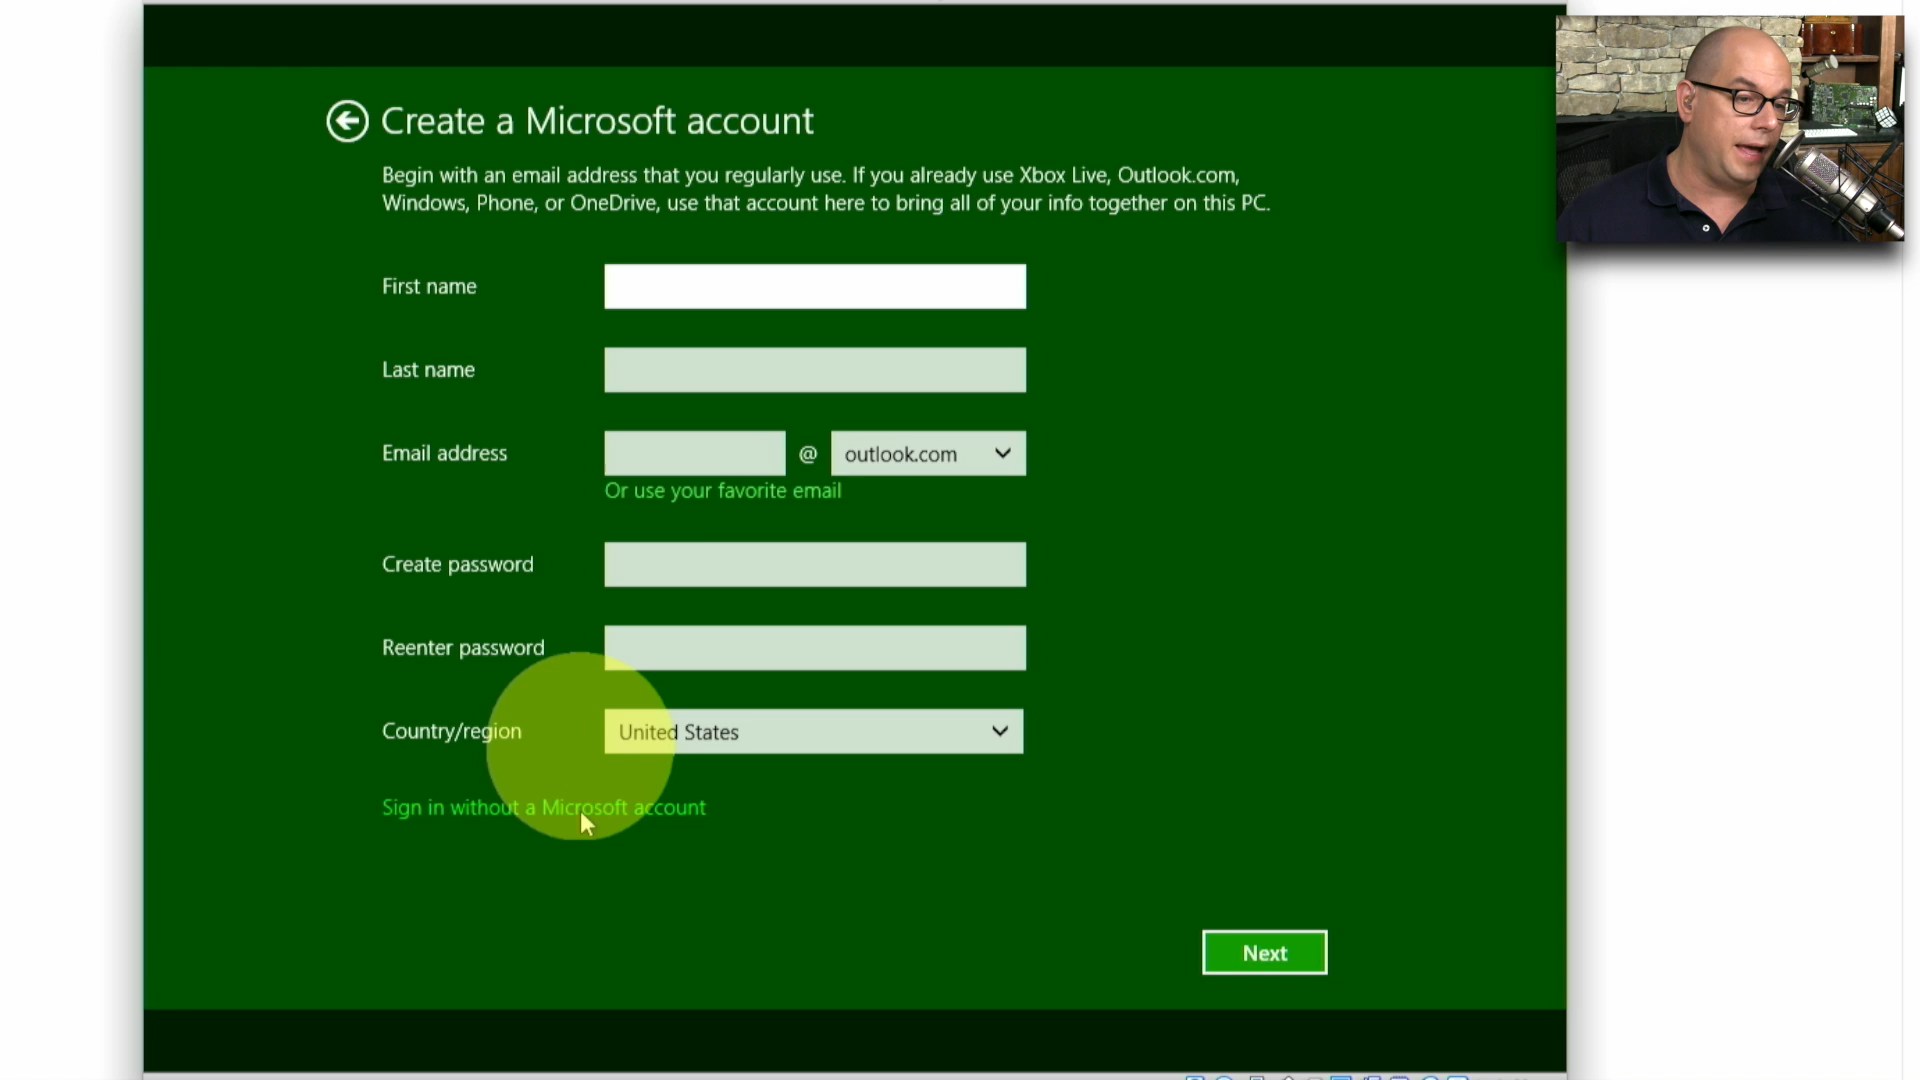 Create a Microsoft account
Begin with an email address that you regularly use. If you already use Xbox Live, Outlook.com,
Windows, Phone, or OneDrive, use that account here to bring all of your info together on this PC.
First name
Last name
Email address @ outlook.com
Or use your favorite email
Create password
Reenter password
Country/region United States
Sign in without a Microsoft account
Next